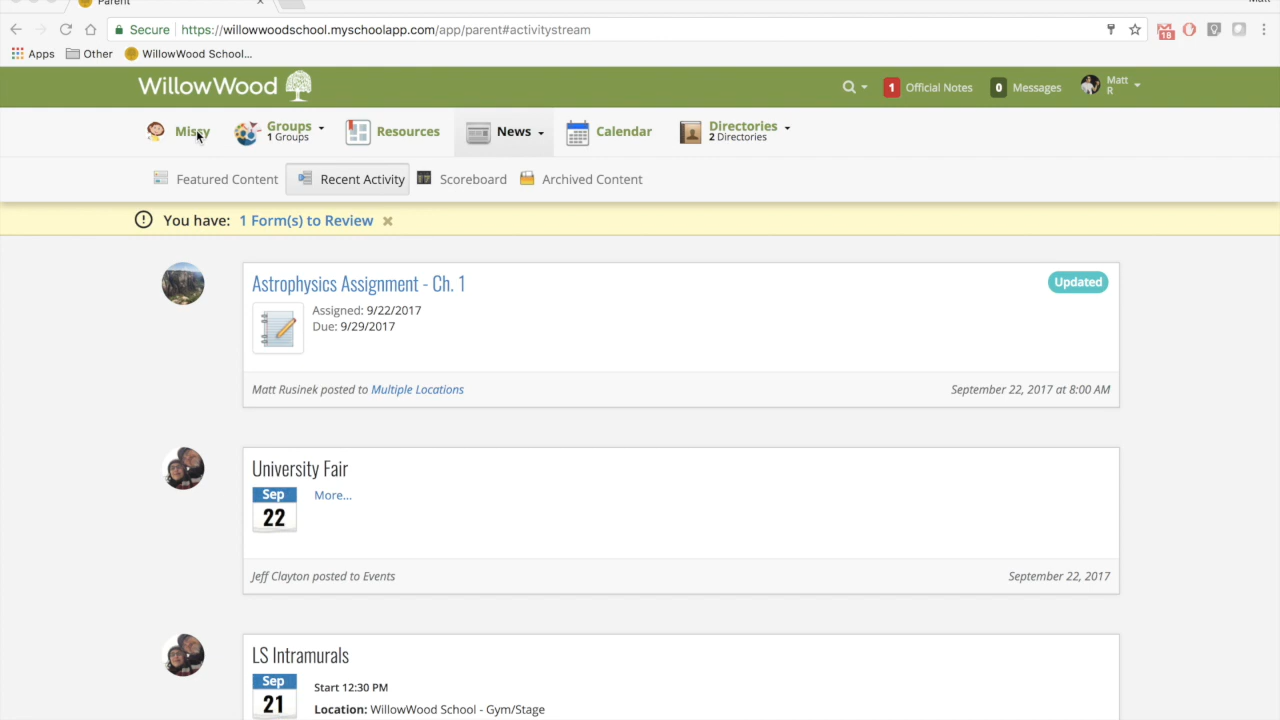 Parent
Matt
Secure https://willowwoodschool.myschoolapp.com/app/parent#activitystream
18
Apps Other WillowWood School...
WillowWood
1 Official Notes 0 Messages Matt R
Missy Groups 1 Groups Resources News Calendar Directories 2 Directories
Featured Content Recent Activity Scoreboard Archived Content
You have: 1 Form(s) to Review
Astrophysics Assignment - Ch. 1
Updated
Assigned: 9/22/2017
Due: 9/29/2017
Matt Rusinek posted to Multiple Locations
September 22, 2017 at 8:00 AM
University Fair
Sep
22
More...
Jeff Clayton posted to Events
September 22, 2017
LS Intramurals
Sep
21
Start 12:30 PM
Location: WillowWood School - Gym/Stage